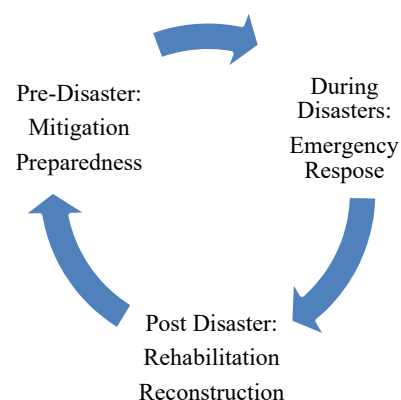 Pre-Disaster:
Mitigation
Preparedness
During
Disasters:
Emergency
Respose
Post Disaster:
Rehabilitation
Reconstruction